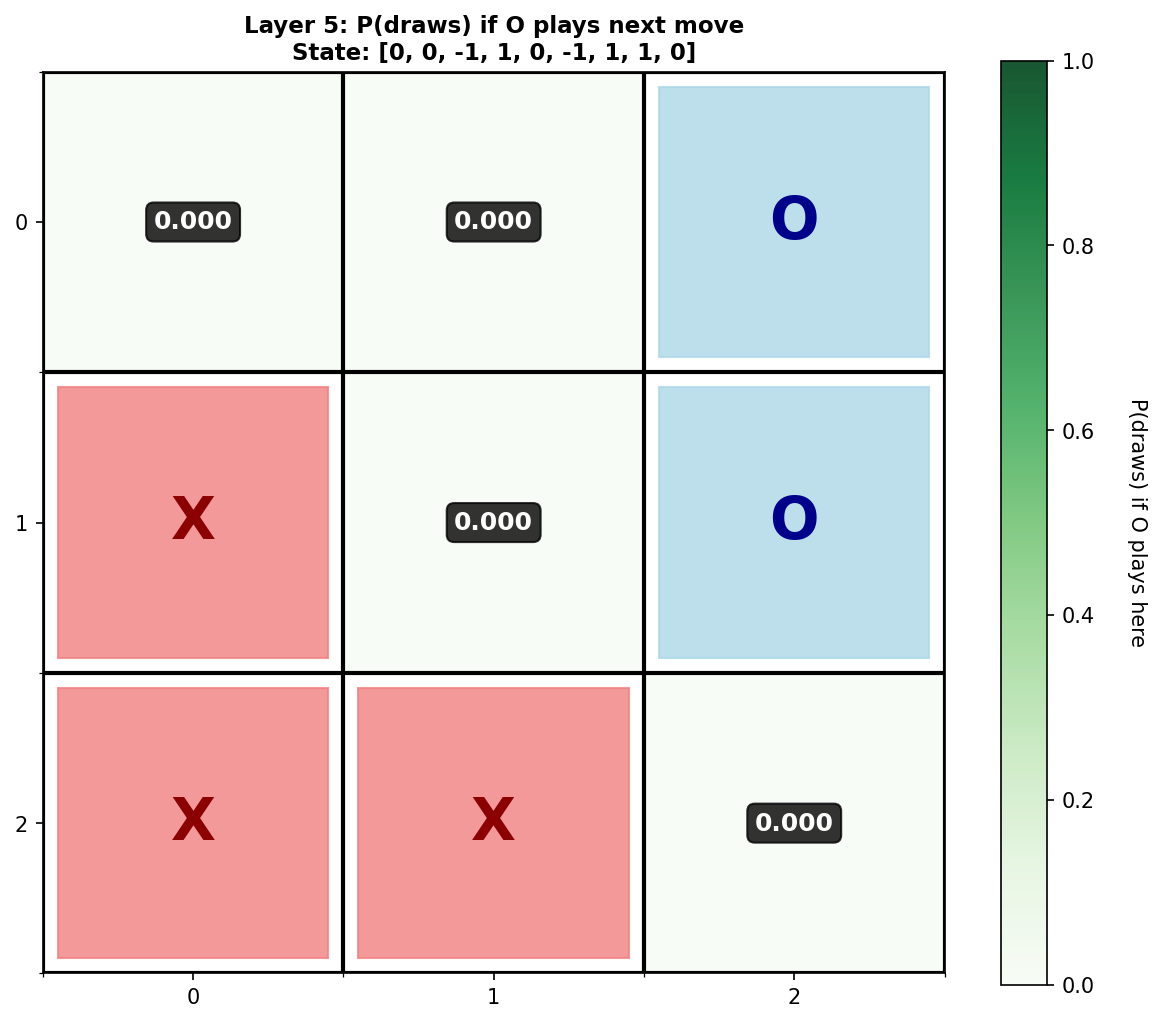 Layer 5: P(draws) if O plays next move
State: [0, 0, -1, 1, 0, -1, 1, 1, 0]
1.0
0.8
0.6
0.4
0.2
0.0
P(draws) if O plays here
0
0.000
0.000
O
1
X
0.000
O
2
X
X
0.000
0
1
2